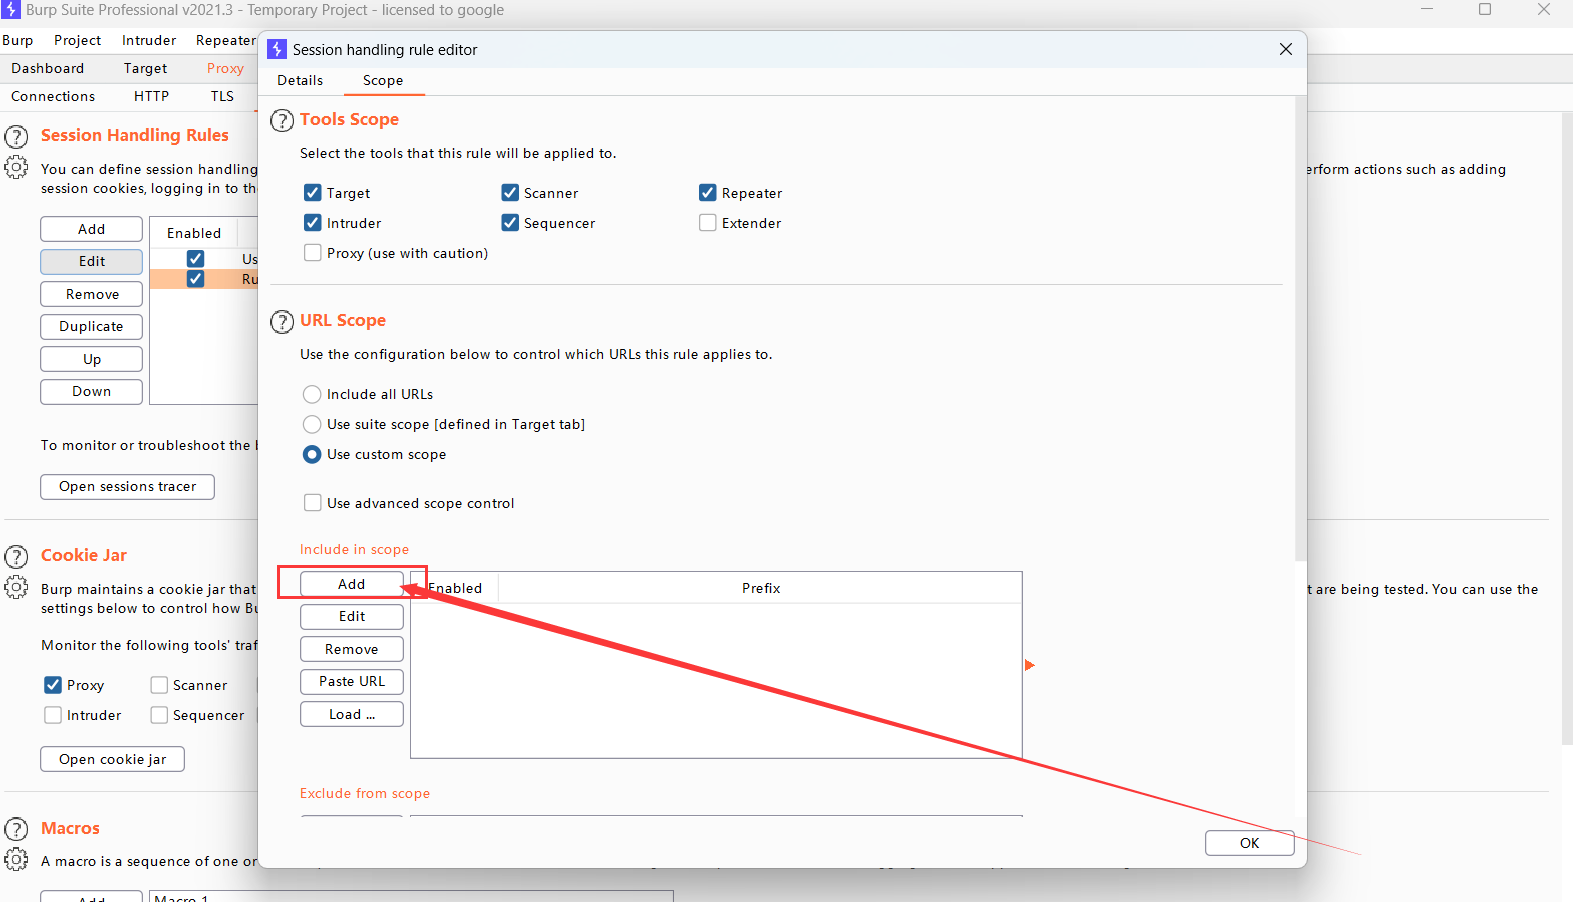 Burp Suite Professional v2021.3 - Temporary Project - licensed to google
Burp Project Intruder Repeater
Dashboard Target Proxy
Connections HTTP TLS
Session Handling Rules
You can define session handling
session cookies, logging in to th
erform actions such as adding
Add
Edit
Remove
Duplicate
Up
Down
Enabled
Us
Ru
To monitor or troubleshoot the
Open sessions tracer
Cookie Jar
Burp maintains a cookie jar that
settings below to control how Bu
t are being tested. You can use the
Monitor the following tools' traf
Proxy Scanner
Intruder Sequencer
Open cookie jar
Macros
A macro is a sequence of one or
Add
Macro 1
Session handling rule editor
Details Scope
Tools Scope
Select the tools that this rule will be applied to.
Target Scanner Repeater
Intruder Sequencer Extender
Proxy (use with caution)
URL Scope
Use the configuration below to control which URLs this rule applies to.
Include all URLs
Use suite scope [defined in Target tab]
Use custom scope
Use advanced scope control
Include in scope
Add
Edit
Remove
Paste URL
Load ...
Enabled Prefix
Exclude from scope
OK